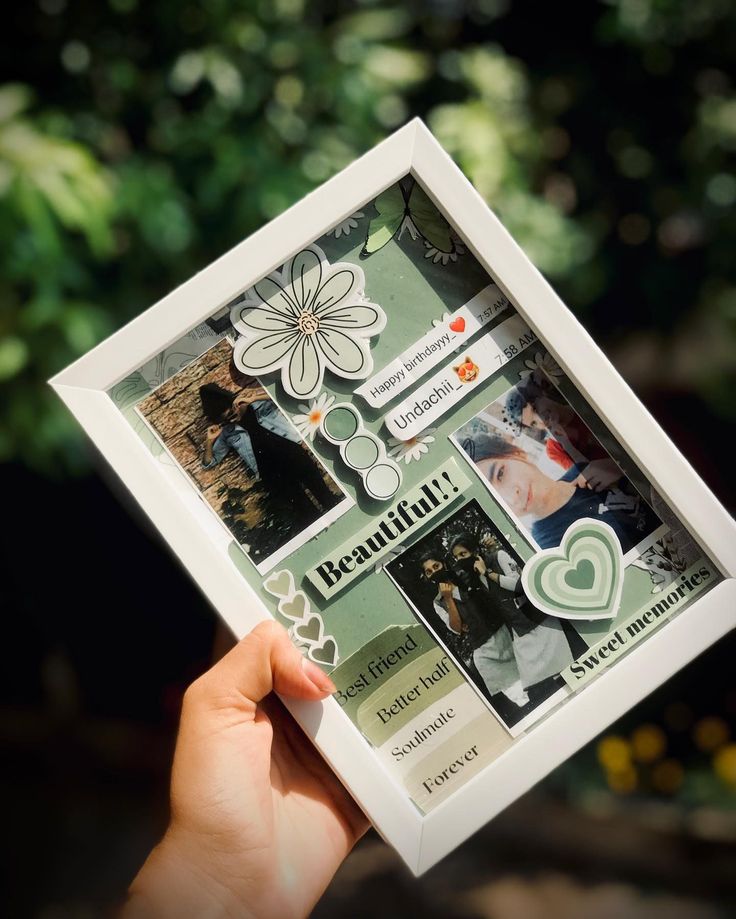 Happyy birthdayyy_❤️ 7:57 AM
Undachii_😻 7:58 AM
Beautiful!!
Sweet memories
Best friend
Better half
Soulmate
Forever